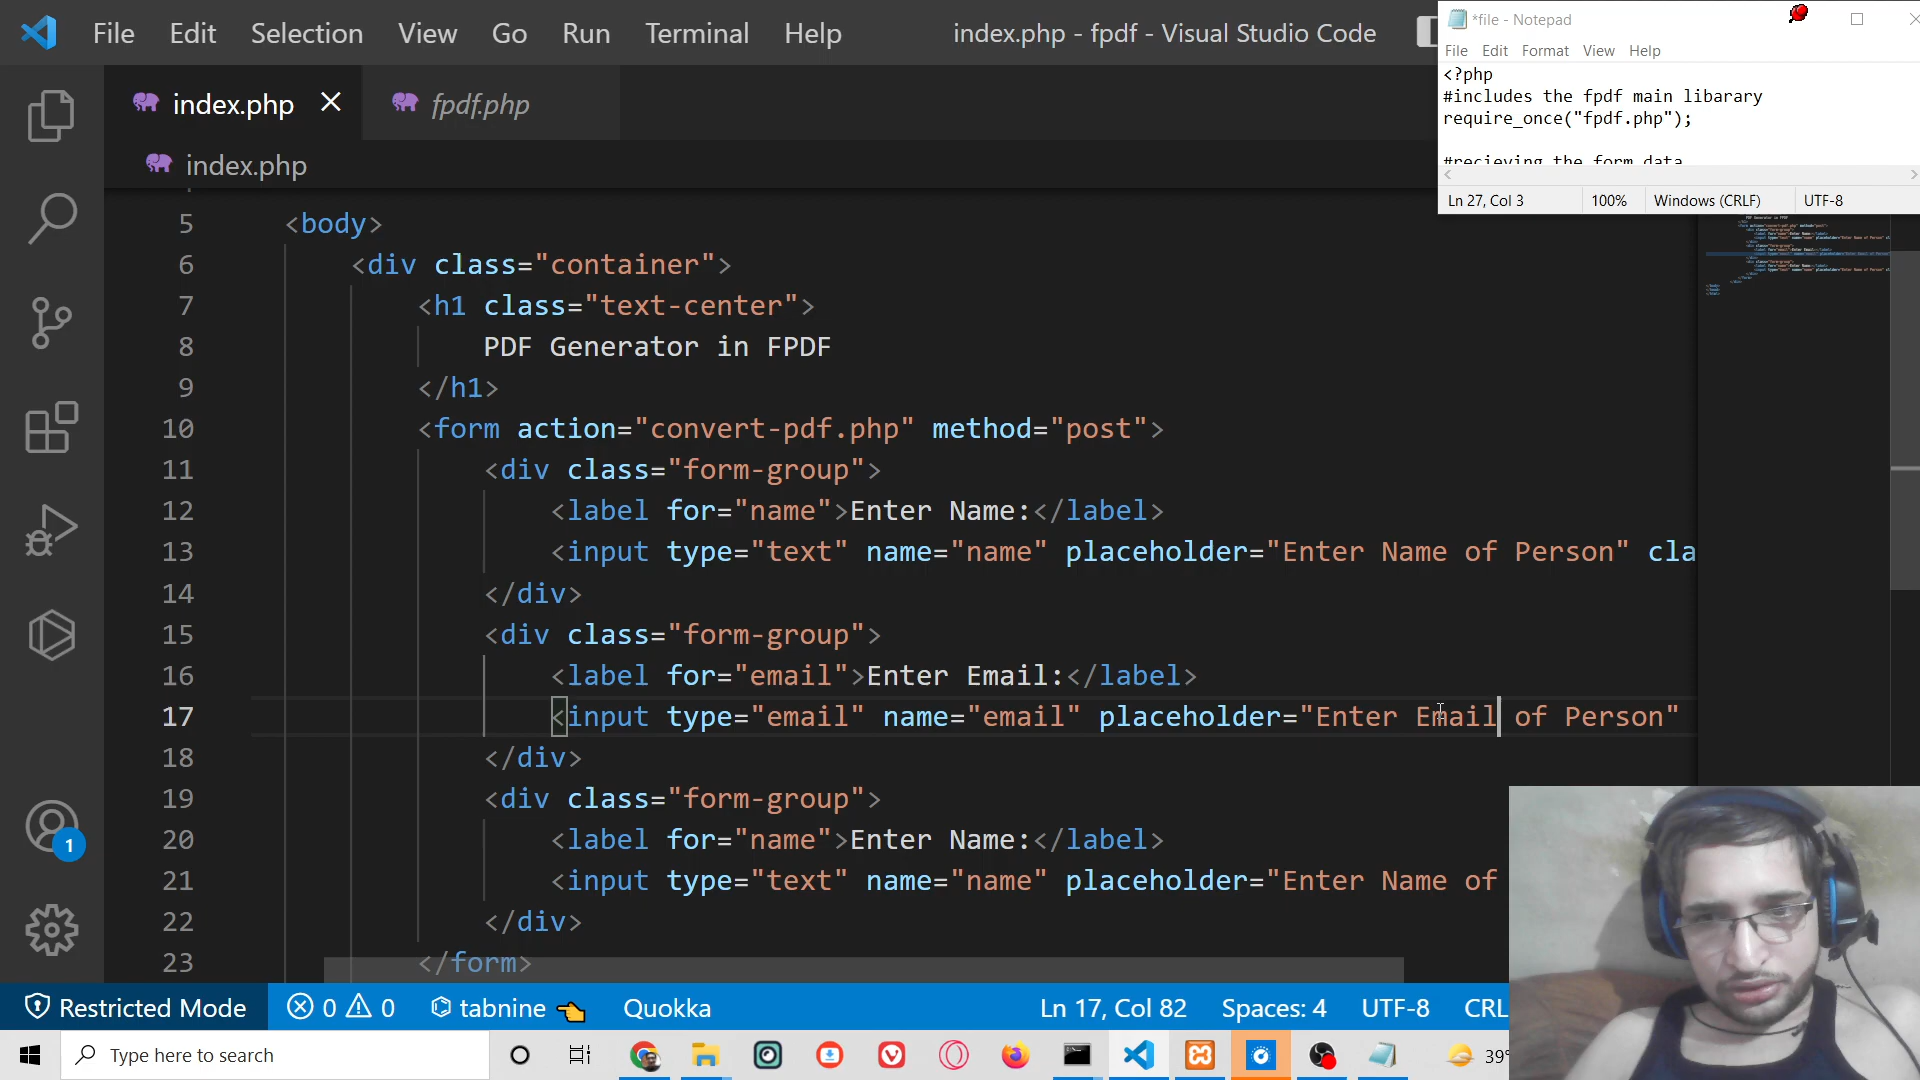 File Edit Selection View Go Run Terminal Help
index.php - fpdf - Visual Studio Code
*file - Notepad
File Edit Format View Help
<?php
#includes the fpdf main libarary
require_once("fpdf.php");
#recieving the form data
Ln 27, Col 3 100% Windows (CRLF) UTF-8
index.php fpdf.php
index.php
5 <body>
6 <div class="container">
7 <h1 class="text-center">
8 PDF Generator in FPDF
9 </h1>
10 <form action="convert-pdf.php" method="post">
11 <div class="form-group">
12 <label for="name">Enter Name:</label>
13 <input type="text" name="name" placeholder="Enter Name of Person" cla
14 </div>
15 <div class="form-group">
16 <label for="email">Enter Email:</label>
17 <input type="email" name="email" placeholder="Enter Email of Person"
18 </div>
19 <div class="form-group">
20 <label for="name">Enter Name:</label>
21 <input type="text" name="name" placeholder="Enter Name of
22 </div>
23 </form>
1
Restricted Mode 0 0 tabnine Quokka Ln 17, Col 82 Spaces: 4 UTF-8 CRL
Type here to search 39°